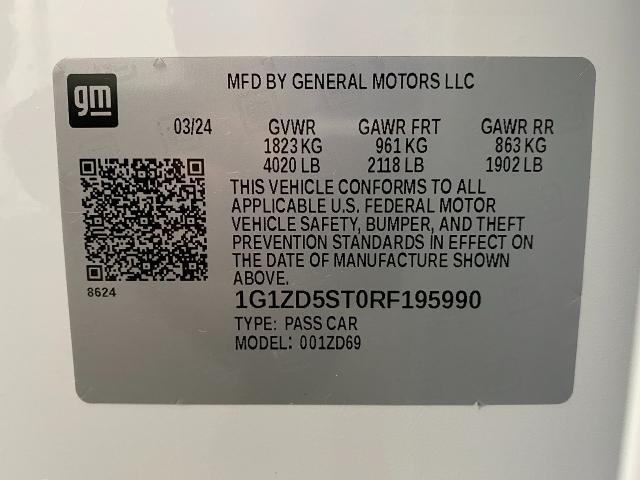 gm
MFD BY GENERAL MOTORS LLC
03/24 GVWR GAWR FRT GAWR RR
1823 KG 961 KG 863 KG
4020 LB 2118 LB 1902 LB
THIS VEHICLE CONFORMS TO ALL
APPLICABLE U.S. FEDERAL MOTOR
VEHICLE SAFETY, BUMPER, AND THEFT
PREVENTION STANDARDS IN EFFECT ON
THE DATE OF MANUFACTURE SHOWN
ABOVE.
8624
1G1ZD5ST0RF195990
TYPE: PASS CAR
MODEL: 001ZD69